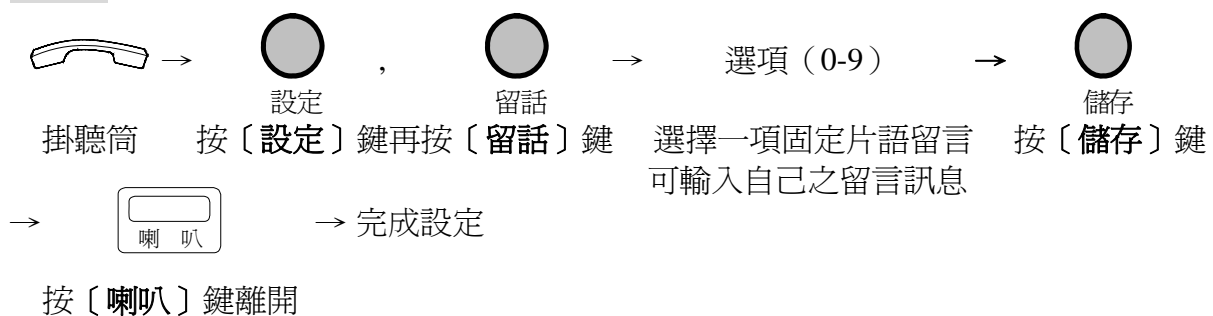 → , → 選項（0-9） →
設定 留話 儲存
掛聽筒 按〔設定〕鍵再按〔留話〕鍵 選擇一項固定片語留言 按〔儲存〕鍵
可輸入自己之留言訊息
→ 喇 叭 → 完成設定
按〔喇叭〕鍵離開